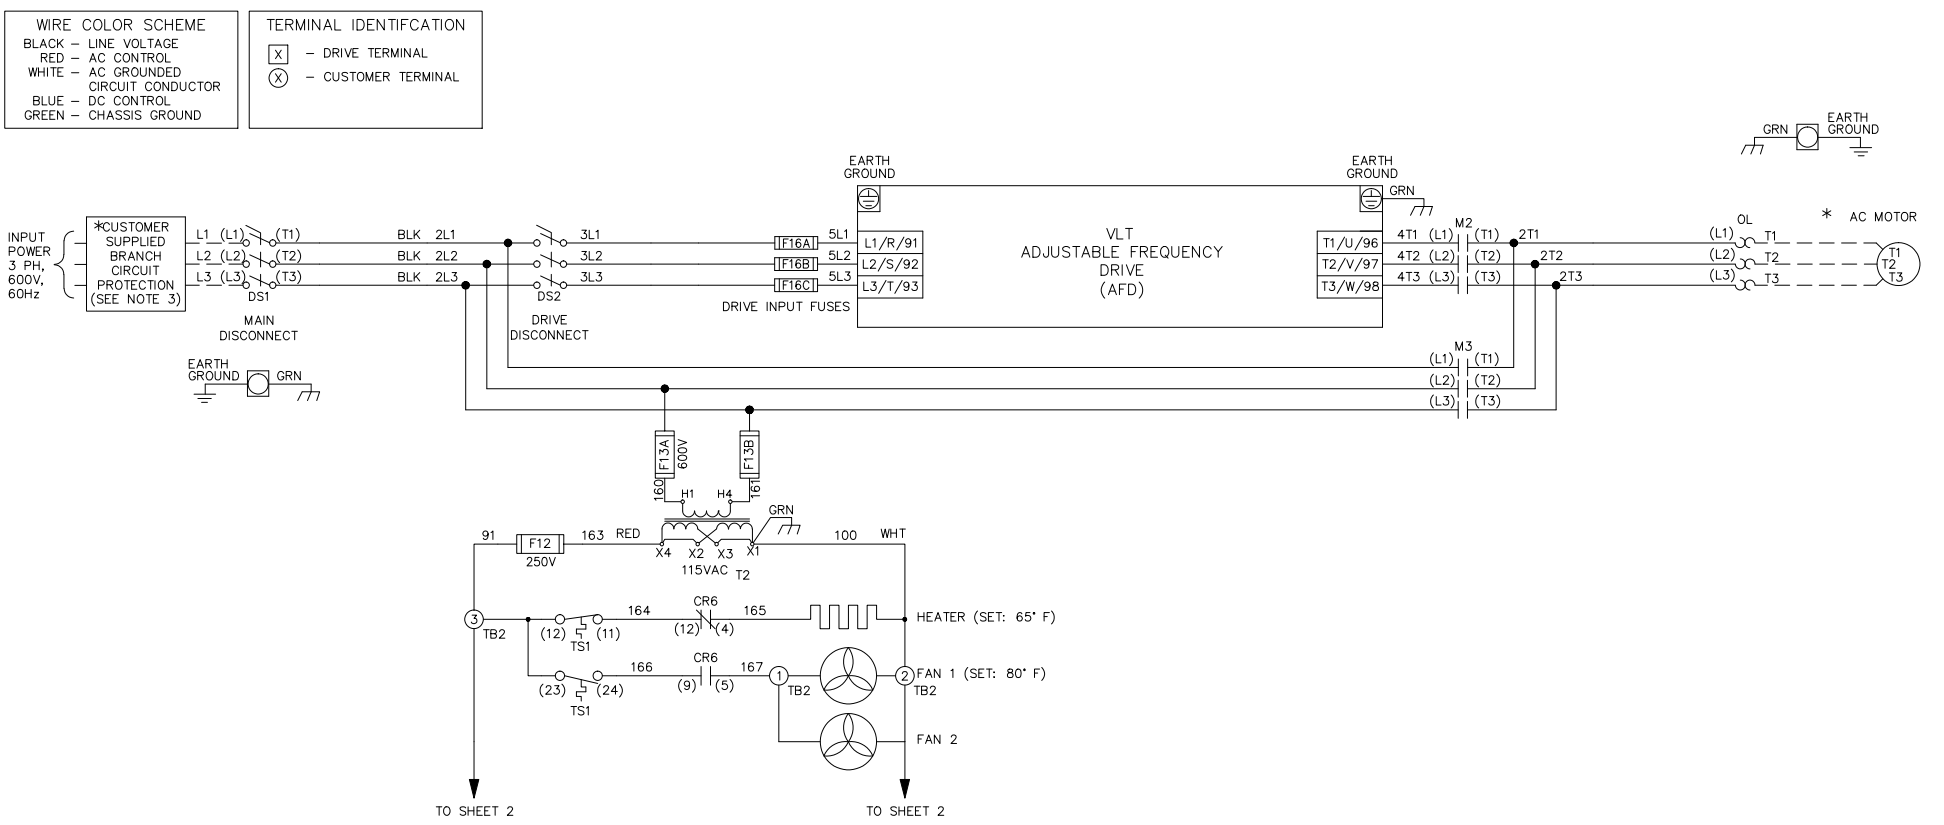 WIRE COLOR SCHEME
BLACK – LINE VOLTAGE
RED – AC CONTROL
WHITE – AC GROUNDED
CIRCUIT CONDUCTOR
BLUE – DC CONTROL
GREEN – CHASSIS GROUND
TERMINAL IDENTIFCATION
X – DRIVE TERMINAL
X – CUSTOMER TERMINAL
INPUT
POWER
3 PH,
600V,
60Hz
*CUSTOMER
SUPPLIED
BRANCH
CIRCUIT
PROTECTION
(SEE NOTE 3)
L1 (L1) (T1) BLK 2L1 3L1 F16A 5L1 L1/R/91
L2 (L2) (T2) BLK 2L2 3L2 F16B 5L2 L2/S/92
L3 (L3) (T3) BLK 2L3 3L3 F16C 5L3 L3/T/93
DS1
MAIN
DISCONNECT
DS2
DRIVE
DISCONNECT
DRIVE INPUT FUSES
EARTH
GROUND
GRN
EARTH
GROUND
VLT
ADJUSTABLE FREQUENCY
DRIVE
(AFD)
EARTH
GROUND
GRN
M2
T1/U/96 4T1 (L1) (T1) 2T1
T2/V/97 4T2 (L2) (T2) 2T2
T3/W/98 4T3 (L3) (T3) 2T3
GRN
EARTH
GROUND
OL
* AC MOTOR
(L1) T1
(L2) T2
(L3) T3
T1
T2
T3
M3
(L1) (T1)
(L2) (T2)
(L3) (T3)
F13A
600V
F13B
160
161
H1 H4
GRN
91 F12 163 RED
250V
X4 X2 X3 X1
115VAC T2
100 WHT
3
TB2
(12) (11)
TS1
164
CR6
(12) (4)
165
HEATER (SET: 65° F)
(23) (24)
TS1
166
CR6
(9) (5)
167
1
TB2
2
TB2
FAN 1 (SET: 80° F)
FAN 2
TO SHEET 2
TO SHEET 2